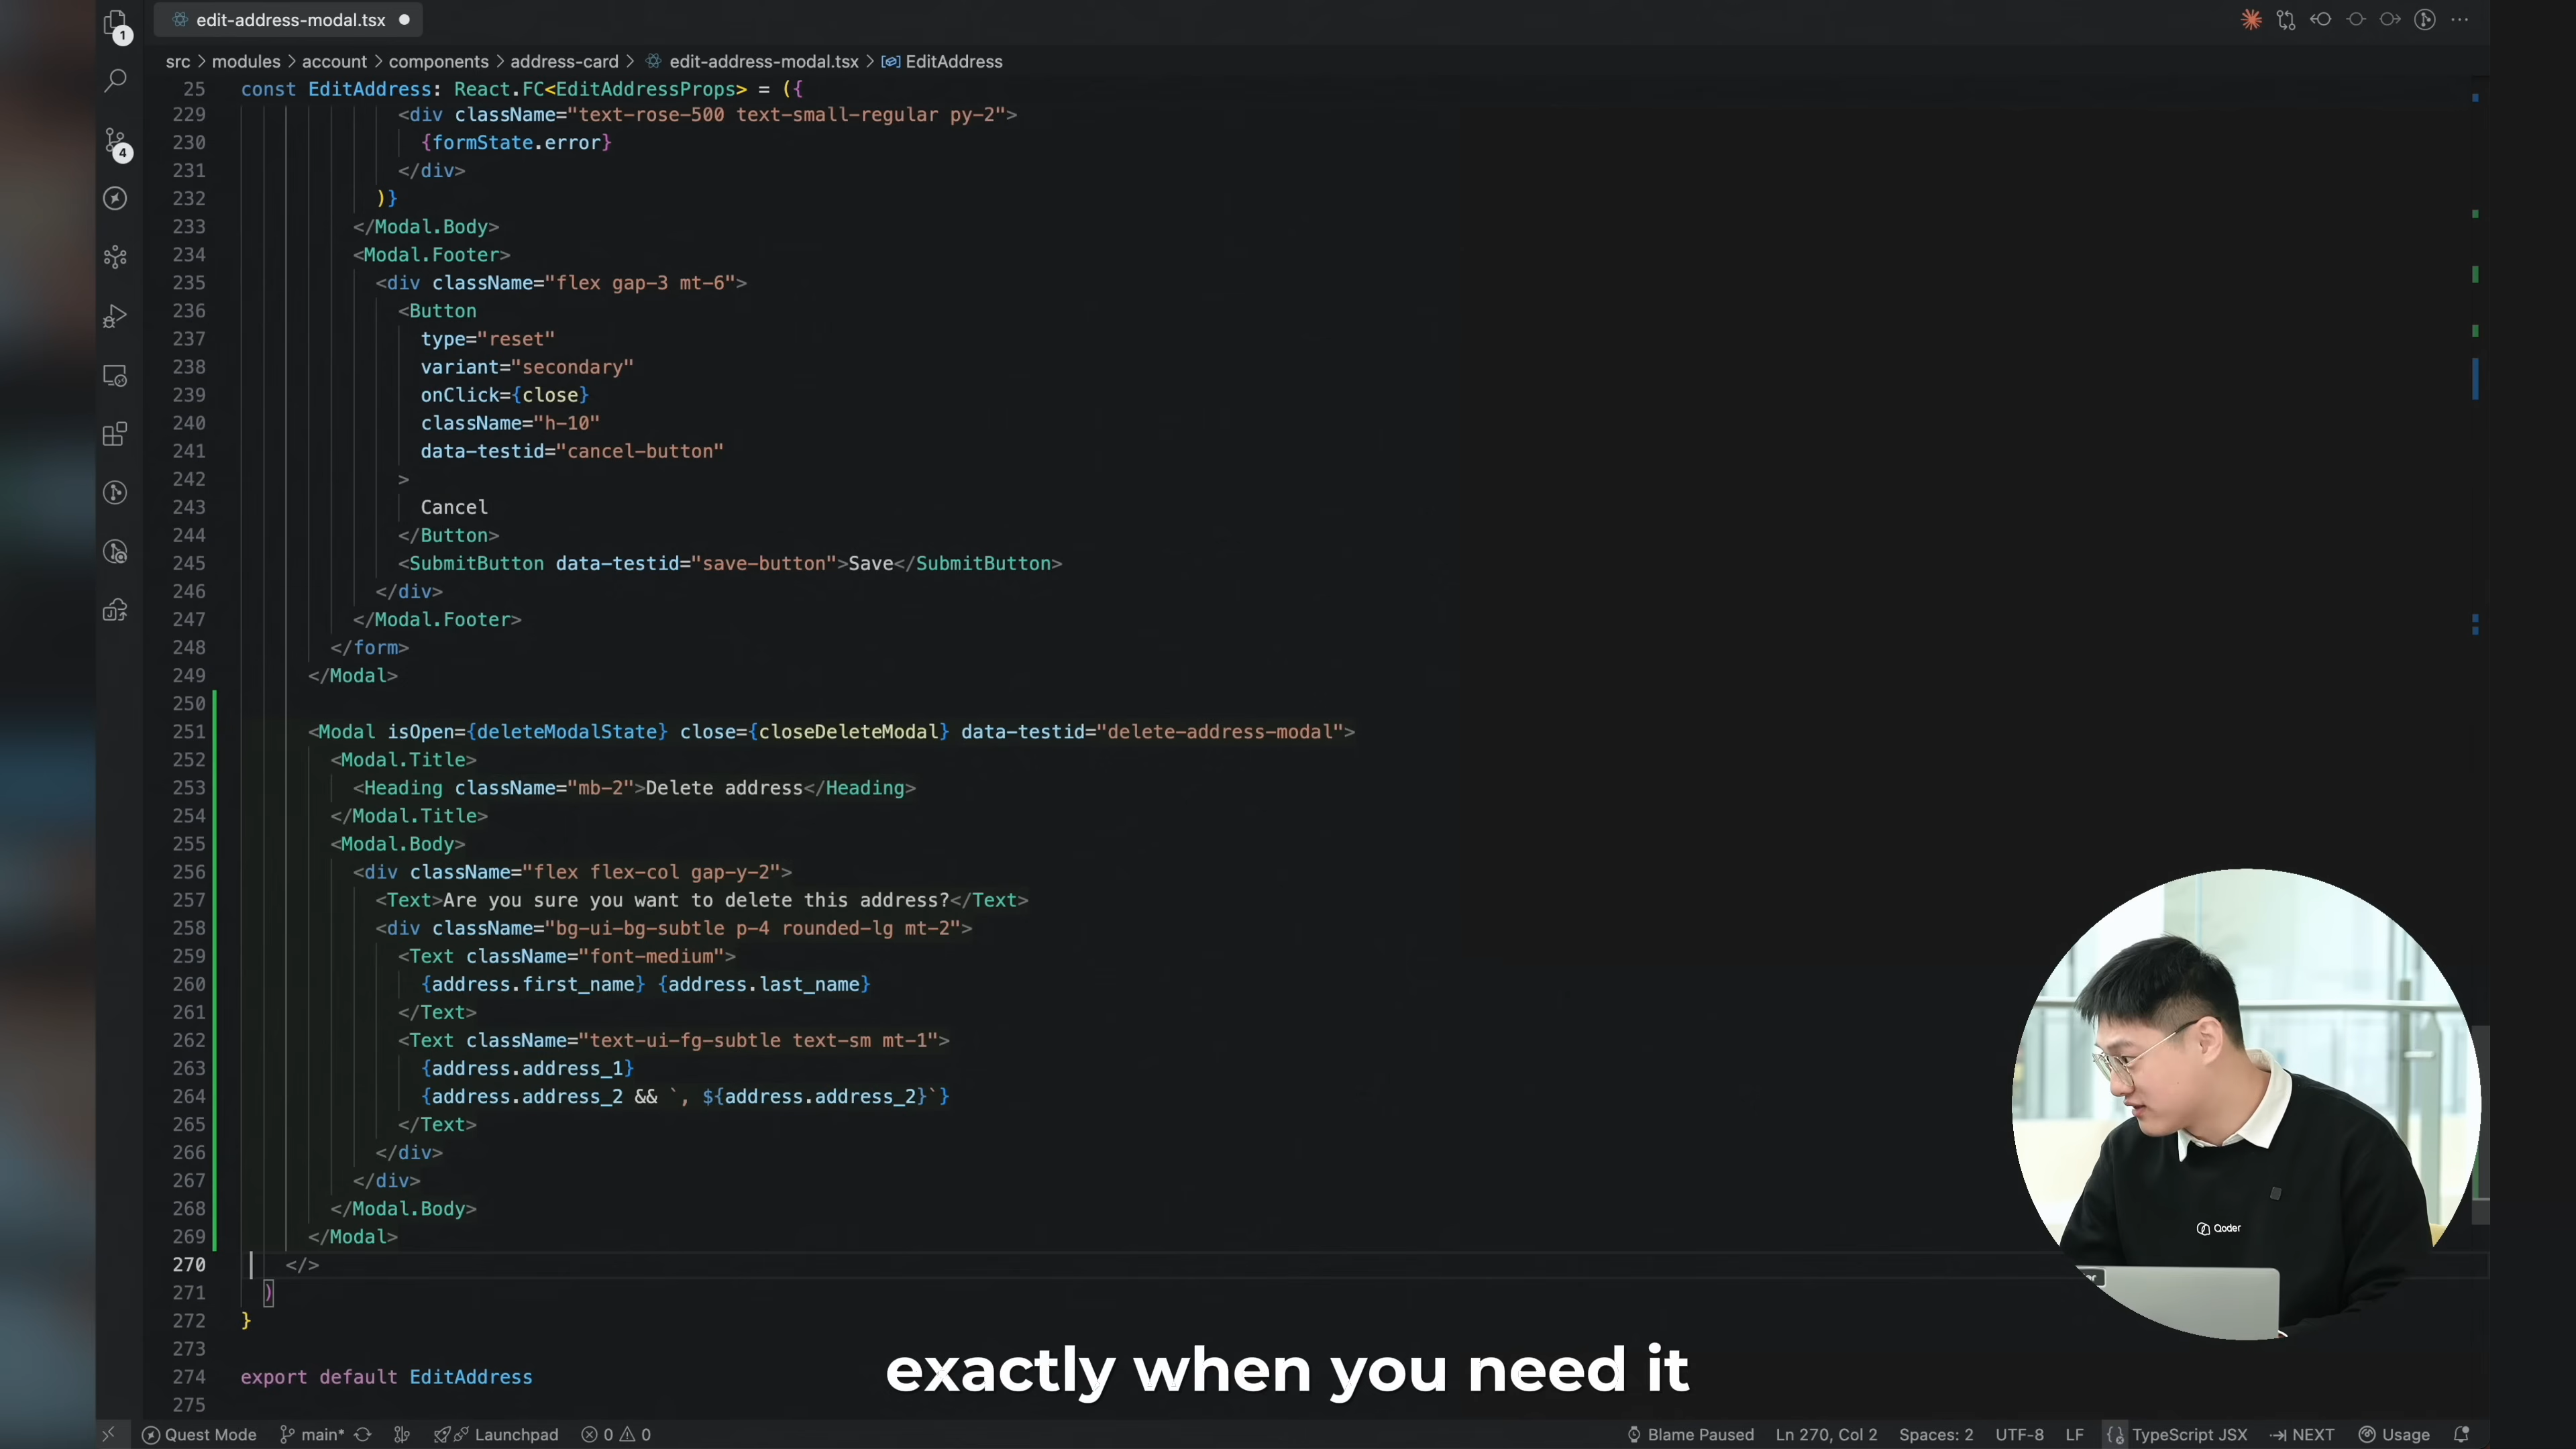 1
edit-address-modal.tsx
src > modules > account > components > address-card > edit-address-modal.tsx > EditAddress
4
25 const EditAddress: React.FC<EditAddressProps> = ({
229 <div className="text-rose-500 text-small-regular py-2">
230 {formState.error}
231 </div>
232 )}
233 </Modal.Body>
234 <Modal.Footer>
235 <div className="flex gap-3 mt-6">
236 <Button
237 type="reset"
238 variant="secondary"
239 onClick={close}
240 className="h-10"
241 data-testid="cancel-button"
242 >
243 Cancel
244 </Button>
245 <SubmitButton data-testid="save-button">Save</SubmitButton>
246 </div>
247 </Modal.Footer>
248 </form>
249 </Modal>
250
251 <Modal isOpen={deleteModalState} close={closeDeleteModal} data-testid="delete-address-modal">
252 <Modal.Title>
253 <Heading className="mb-2">Delete address</Heading>
254 </Modal.Title>
255 <Modal.Body>
256 <div className="flex flex-col gap-y-2">
257 <Text>Are you sure you want to delete this address?</Text>
258 <div className="bg-ui-bg-subtle p-4 rounded-lg mt-2">
259 <Text className="font-medium">
260 {address.first_name} {address.last_name}
261 </Text>
262 <Text className="text-ui-fg-subtle text-sm mt-1">
263 {address.address_1}
264 {address.address_2 && `, ${address.address_2}`}
265 </Text>
266 </div>
267 </div>
268 </Modal.Body>
269 </Modal>
270 </>
271 )
272 }
273
274 export default EditAddress
275
Qoder
exactly when you need it
Quest Mode main* Launchpad 0 0 Blame Paused Ln 270, Col 2 Spaces: 2 UTF-8 LF {} TypeScript JSX NEXT Usage